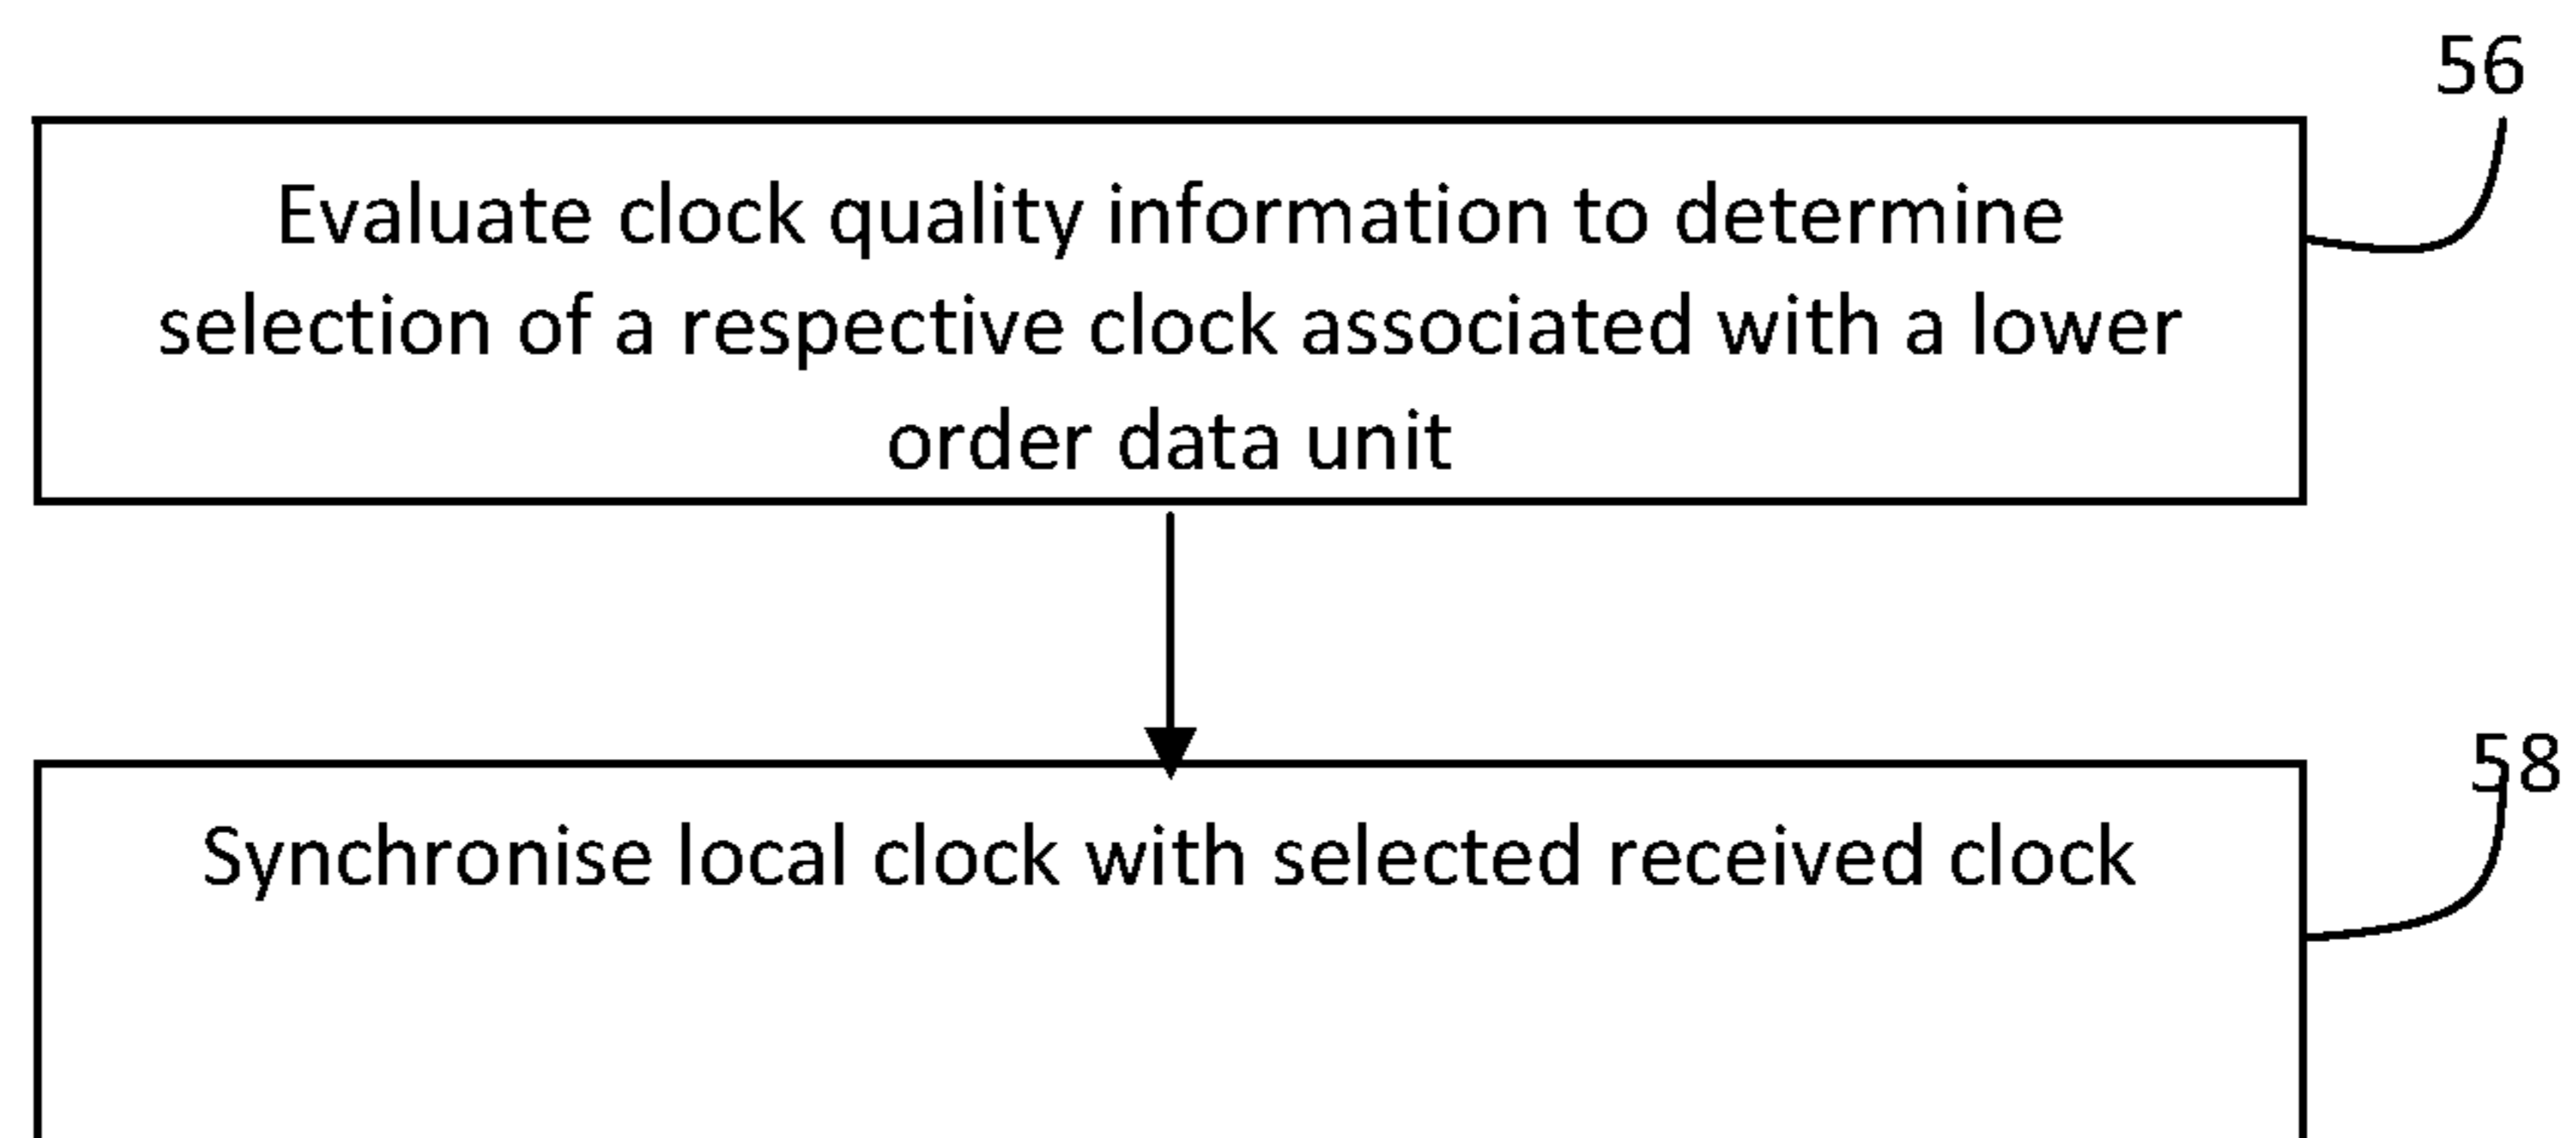 56
Evaluate clock quality information to determine
selection of a respective clock associated with a lower
order data unit
58
Synchronise local clock with selected received clock